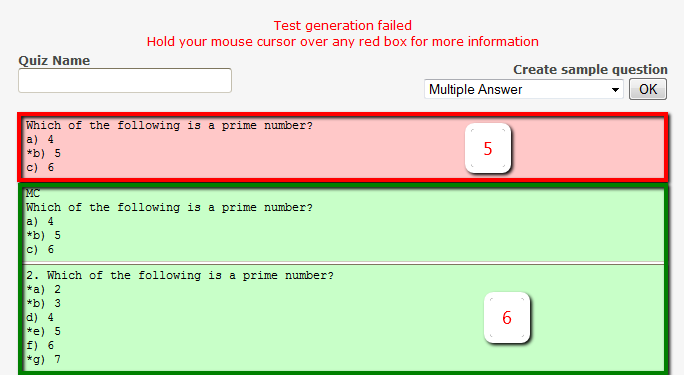 Test generation failed
Hold your mouse cursor over any red box for more information
Quiz Name
Create sample question
Multiple Answer
OK
Which of the following is a prime number?
a) 4
*b) 5
c) 6
5
MC
Which of the following is a prime number?
a) 4
*b) 5
c) 6
2. Which of the following is a prime number?
*a) 2
*b) 3
d) 4
*e) 5
f) 6
*g) 7
6